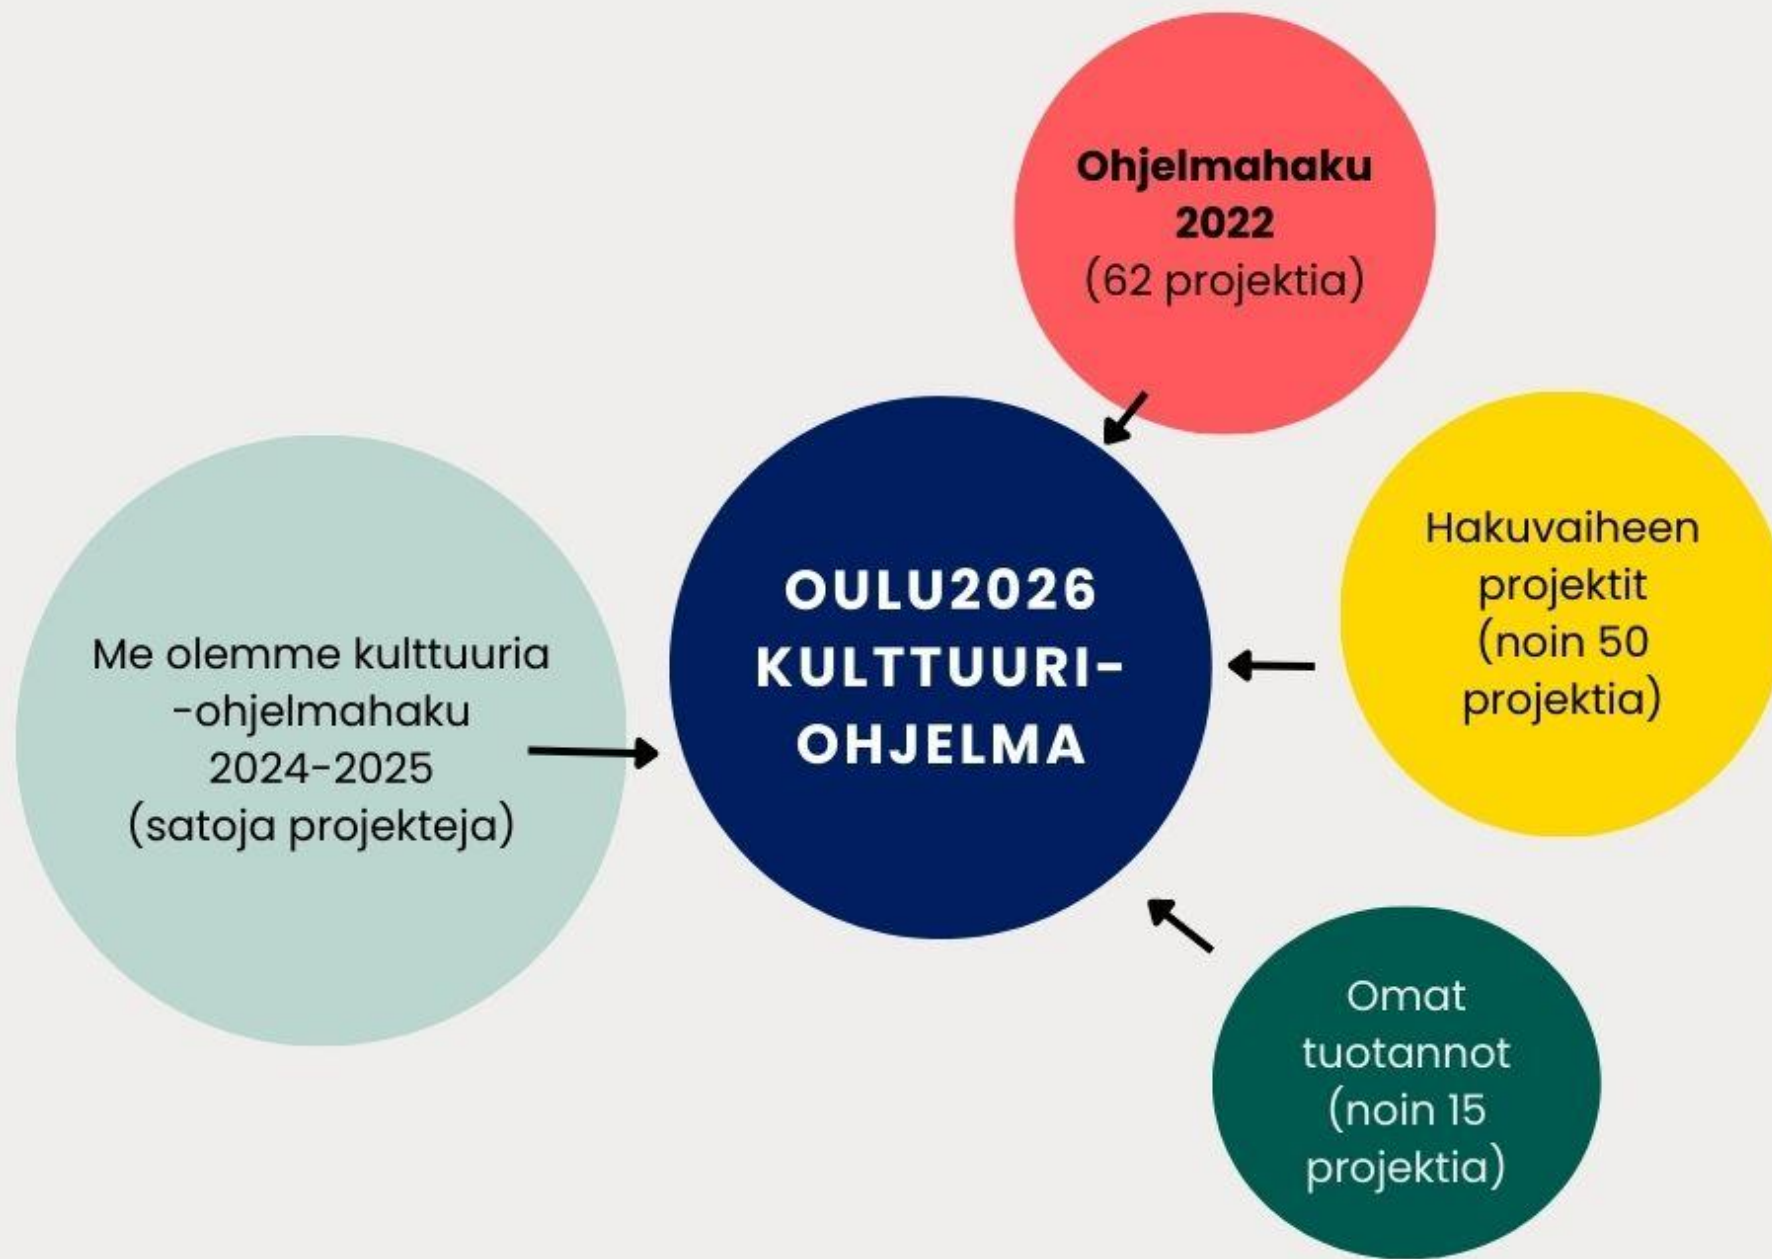 Ohjelmahaku
2022
(62 projektia)
Me olemme kulttuuria
-ohjelmahaku
2024-2025
(satoja projekteja)
OULU2026
KULTTUURI-
OHJELMA
Hakuvaiheen
projektit
(noin 50
projektia)
Omat
tuotannot
(noin 15
projektia)